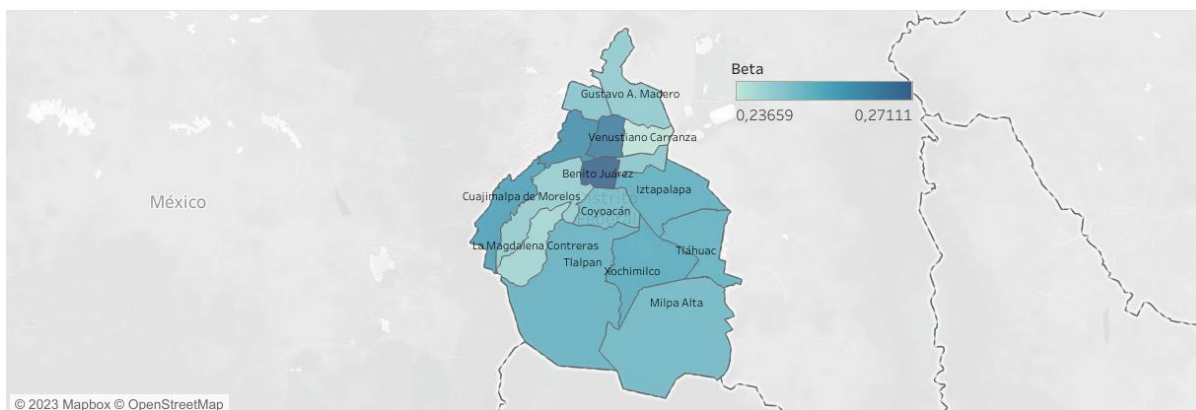 Beta
0,23659 0,27111
Gustavo A. Madero
Venustiano Carranza
Benito Juárez
Iztapalapa
México
Cuajimalpa de Morelos
Distrito
Coyoacán
La Magdalena Contreras
Tláhuac
Tlalpan
Xochimilco
Milpa Alta
© 2023 Mapbox © OpenStreetMap